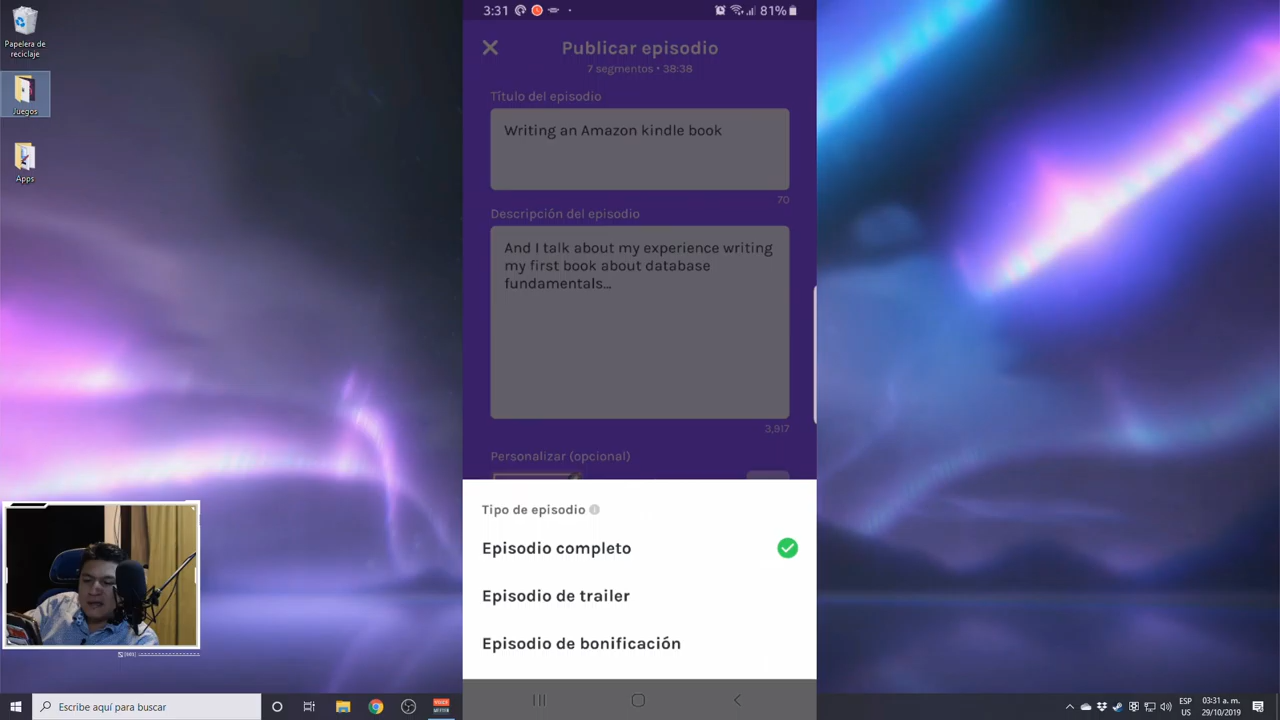 Papelera de
reciclaje
Juegos
Apps
3:31
81%
Publicar episodio
7 segmentos • 38:38
Título del episodio
Writing an Amazon kindle book
70
Descripción del episodio
And I talk about my experience writing
my first book about database
fundamentals...
3,917
Personalizar (opcional)
Tipo de episodio
Episodio completo
Episodio de trailer
Episodio de bonificación
Escribe aquí para buscar
ESP
US
03:31 a. m.
29/10/2019